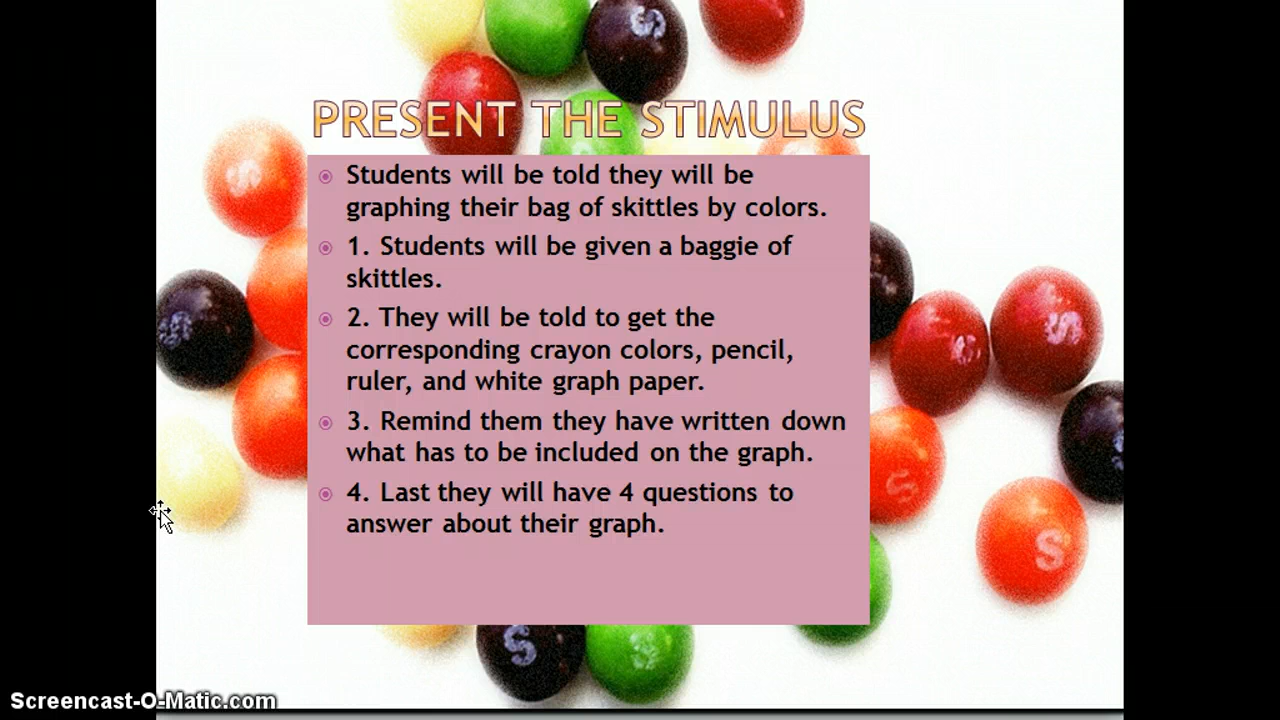 PRESENT THE STIMULUS
Students will be told they will be
graphing their bag of skittles by colors.
1. Students will be given a baggie of
skittles.
2. They will be told to get the
corresponding crayon colors, pencil,
ruler, and white graph paper.
3. Remind them they have written down
what has to be included on the graph.
4. Last they will have 4 questions to
answer about their graph.
S
S
S
S
S
S
S
Screencast-O-Matic.com